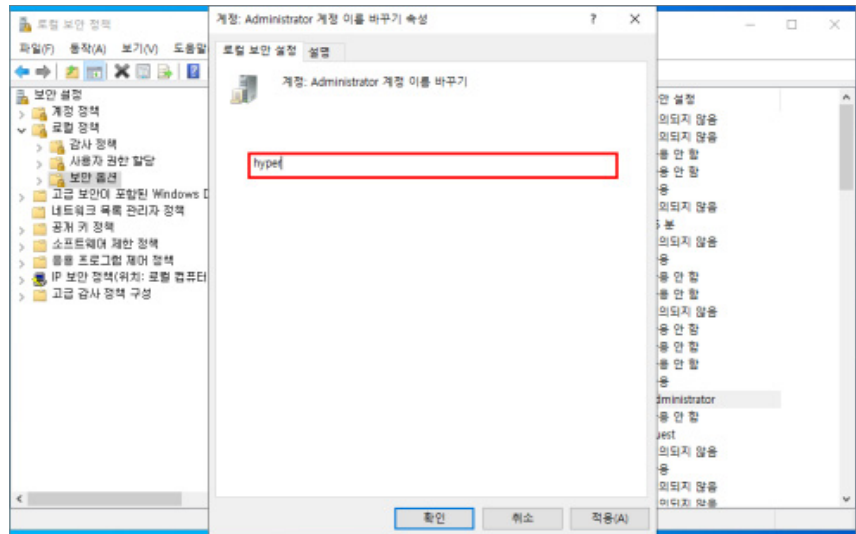 로컬 보안 정책
파일(F) 동작(A) 보기(V) 도움말
보안 설정
계정 정책
로컬 정책
감사 정책
사용자 권한 할당
보안 옵션
고급 보안이 포함된 Windows D
네트워크 목록 관리자 정책
공개 키 정책
소프트웨어 제한 정책
응용 프로그램 제어 정책
IP 보안 정책(위치: 로컬 컴퓨터
고급 감사 정책 구성
계정: Administrator 계정 이름 바꾸기 속성
? ×
로컬 보안 설정 설명
계정: Administrator 계정 이름 바꾸기
hyper
확인 취소 적용(A)
안 설정
의되지 않음
의되지 않음
용 안 함
용 안 함
용
의되지 않음
5 분
의되지 않음
용
용 안 함
용 안 함
의되지 않음
용 안 함
용 안 함
용 안 함
용
dministrator
용 안 함
uest
의되지 않음
용
의되지 않음
의되지 않음